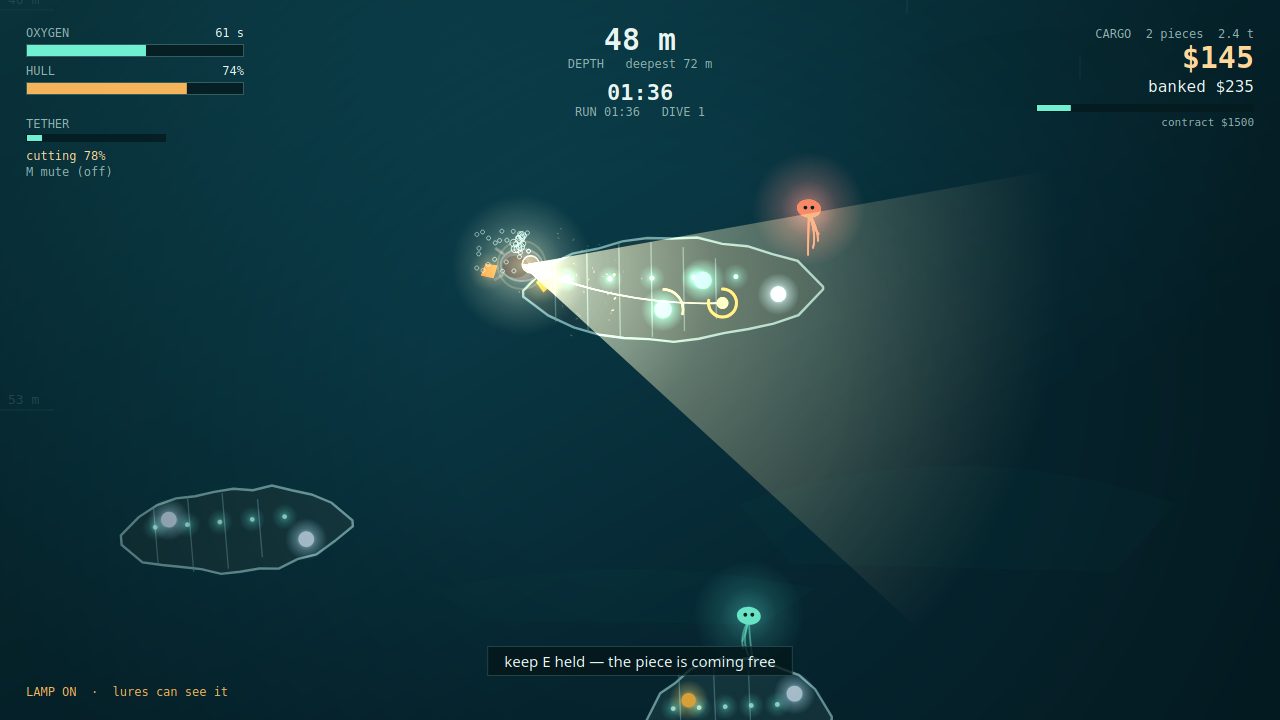 40 m
OXYGEN 61 s
HULL 74%
TETHER
cutting 78%
M mute (off)
48 m
DEPTH deepest 72 m
01:36
RUN 01:36 DIVE 1
CARGO 2 pieces 2.4 t
$145
banked $235
contract $1500
53 m
keep E held — the piece is coming free
LAMP ON · lures can see it